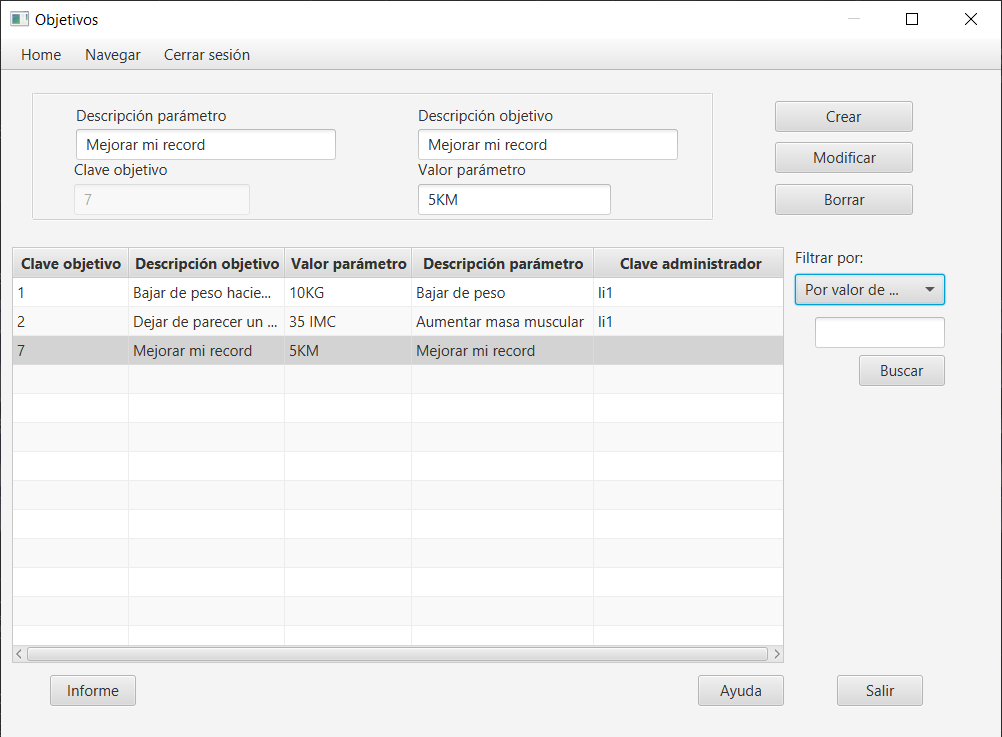 Objetivos
Home Navegar Cerrar sesión
Descripción parámetro Descripción objetivo
Mejorar mi record Mejorar mi record
Clave objetivo Valor parámetro
7 5KM
Crear
Modificar
Borrar
Clave objetivo Descripción objetivo Valor parámetro Descripción parámetro Clave administrador
1 Bajar de peso hacie... 10KG Bajar de peso li1
2 Dejar de parecer un ... 35 IMC Aumentar masa muscular li1
7 Mejorar mi record 5KM Mejorar mi record
Filtrar por:
Por valor de ...
Buscar
Informe Ayuda Salir